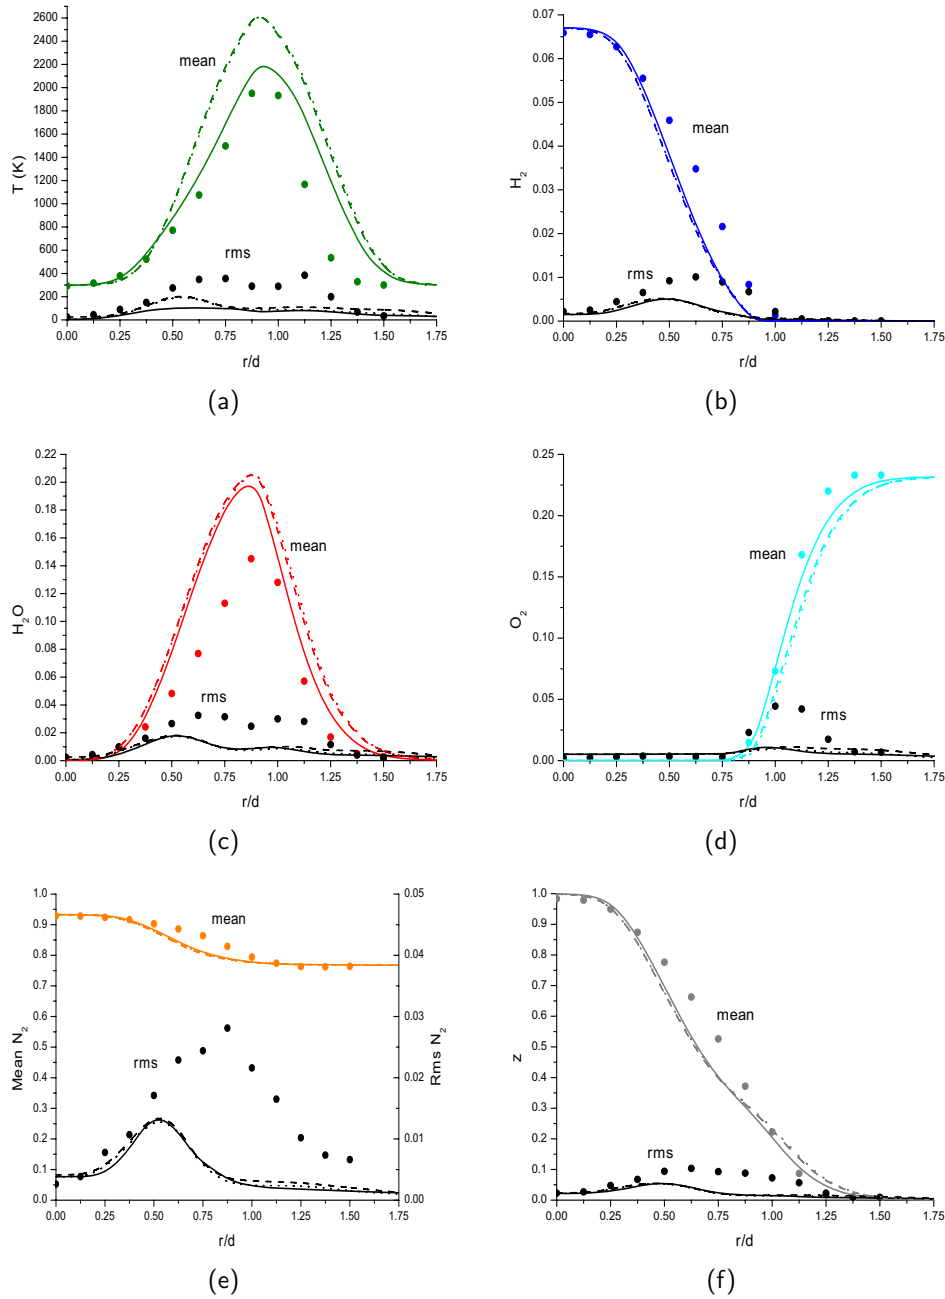 2600
2400
2200
2000
1800
1600
1400
1200
1000
800
600
400
200
0
T (K)
mean
rms
0.00 0.25 0.50 0.75 1.00 1.25 1.50 1.75
r/d
(a)
0.07
0.06
0.05
0.04
0.03
0.02
0.01
0.00
H2
mean
rms
0.00 0.25 0.50 0.75 1.00 1.25 1.50 1.75
r/d
(b)
0.22
0.20
0.18
0.16
0.14
0.12
0.10
0.08
0.06
0.04
0.02
0.00
H2O
mean
rms
0.00 0.25 0.50 0.75 1.00 1.25 1.50 1.75
r/d
(c)
0.25
0.20
0.15
0.10
0.05
0.00
O2
mean
rms
0.00 0.25 0.50 0.75 1.00 1.25 1.50 1.75
r/d
(d)
1.0
0.9
0.8
0.7
0.6
0.5
0.4
0.3
0.2
0.1
0.0
Mean N2
mean
rms
0.05
0.04
0.03
0.02
0.01
0.00
Rms N2
0.00 0.25 0.50 0.75 1.00 1.25 1.50 1.75
r/d
(e)
1.0
0.9
0.8
0.7
0.6
0.5
0.4
0.3
0.2
0.1
0.0
z
mean
rms
0.00 0.25 0.50 0.75 1.00 1.25 1.50 1.75
r/d
(f)